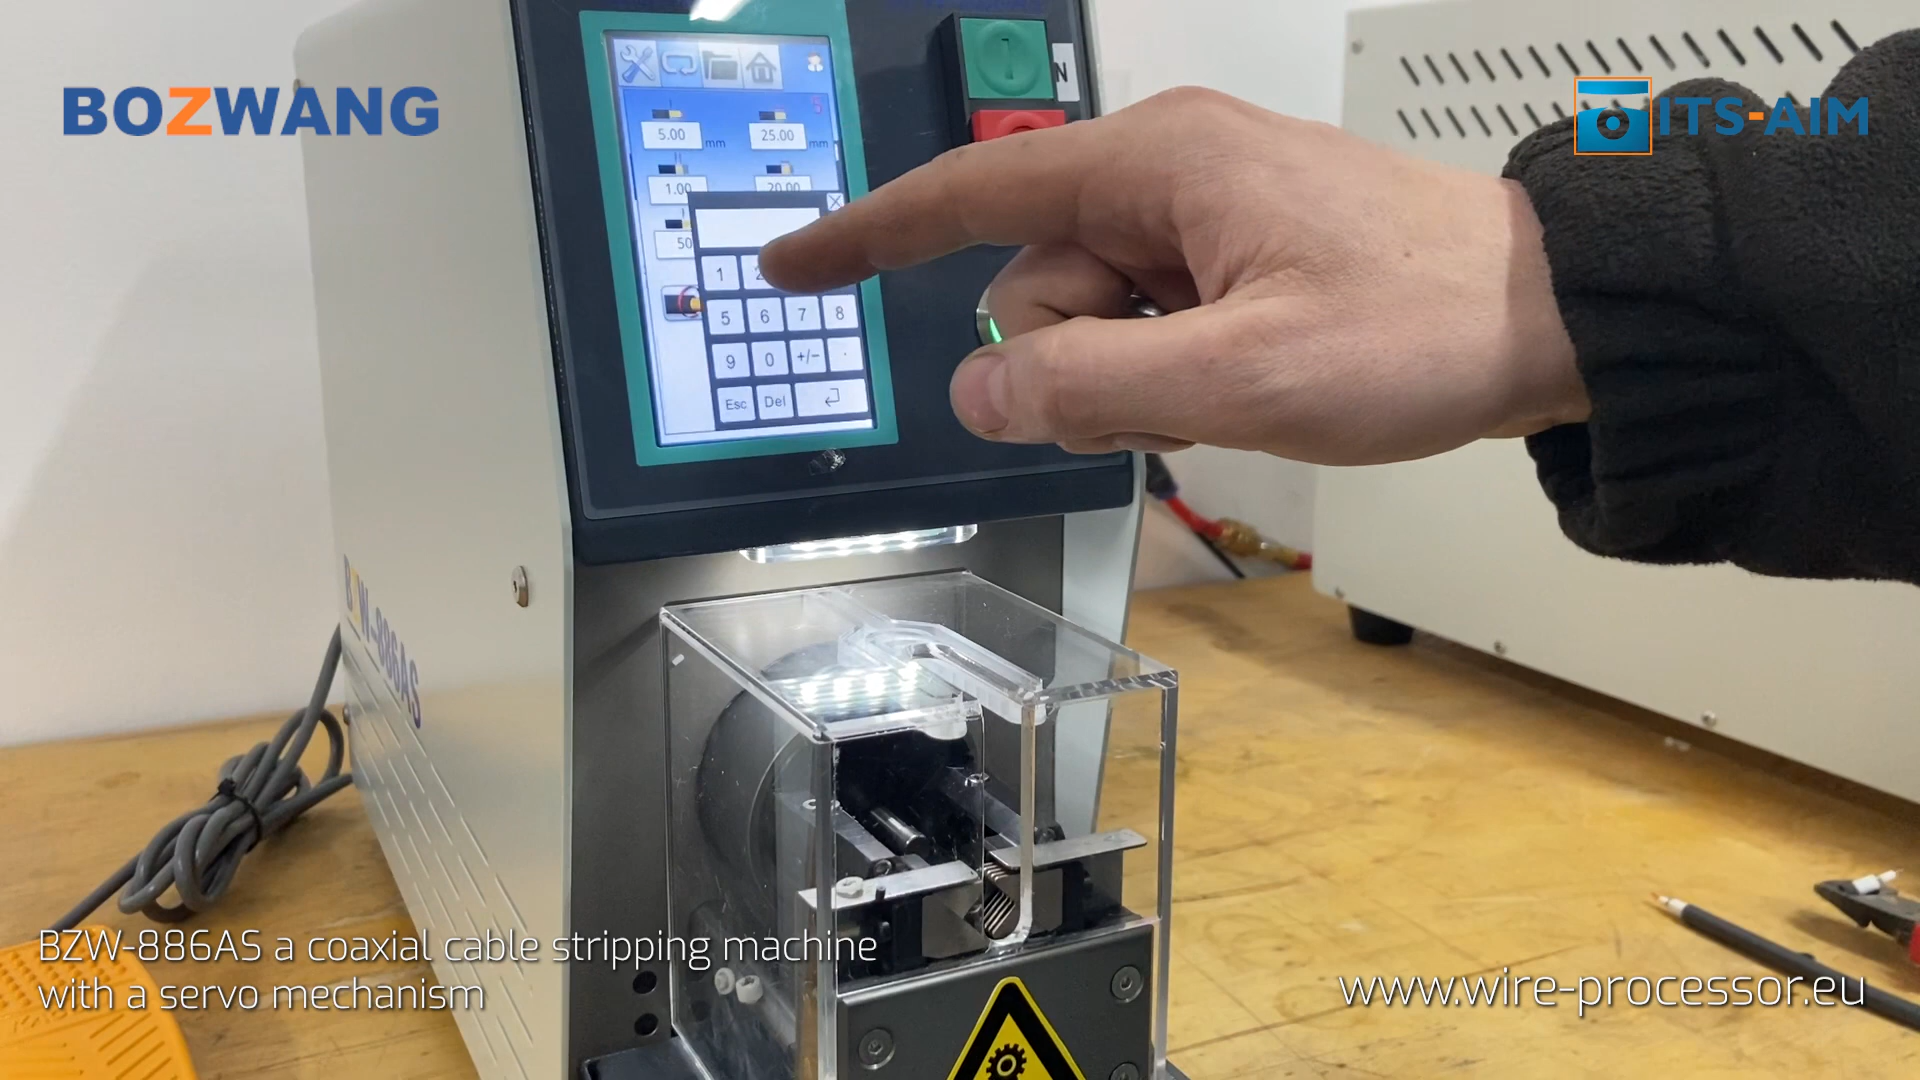 BOZWANG
ITS-AIM
N
5.00 mm
25.00 mm
1.00
20.00
50
1 2
5 6 7 8
9 0 +/- .
Esc Del
BZW-886AS
BZW-886AS a coaxial cable stripping machine
with a servo mechanism
www.wire-processor.eu